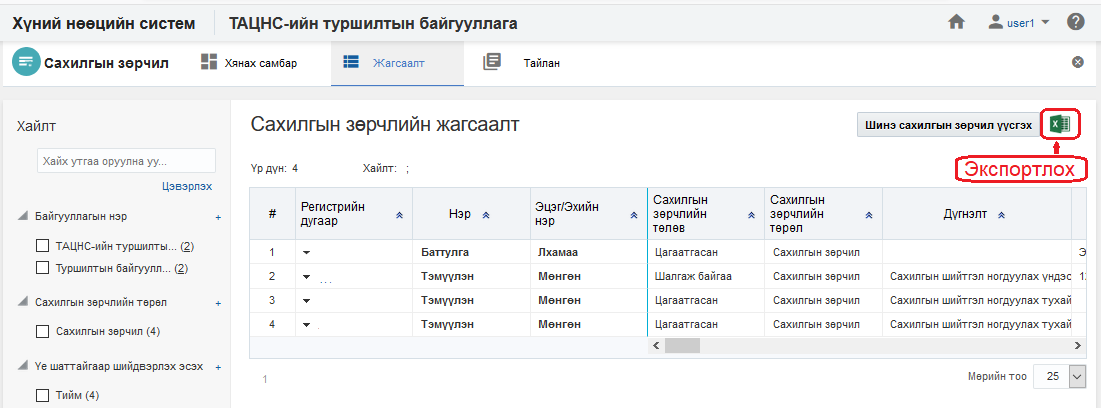 Хүний нөөцийн систем ТАЦНС-ийн туршилтын байгууллага user1
Сахилгын зөрчил Хянах самбар Жагсаалт Тайлан
Хайлт
Хайх утгаа оруулна уу...
Цэвэрлэх
Байгууллагын нэр +
ТАЦНС-ийн туршилты... (2)
Туршилтын байгуулл... (2)
Сахилгын зөрчлийн төрөл +
Сахилгын зөрчил (4)
Үе шаттайгаар шийдвэрлэх эсэх +
Тийм (4)
Сахилгын зөрчлийн жагсаалт
Шинэ сахилгын зөрчил үүсгэх
Экспортлох
Үр дүн: 4 Хайлт: ;
# Регистрийн дугаар Нэр Эцэг/Эхийн нэр Сахилгын зөрчлийн төлөв Сахилгын зөрчлийн төрөл Дүгнэлт
1 Баттулга Лхамаа Цагаатгасан Сахилгын зөрчил Э
2 ... Тэмүүлэн Мөнгөн Шалгаж байгаа Сахилгын зөрчил Сахилгын шийтгэл ногдуулах үндэс 1
3 Тэмүүлэн Мөнгөн Цагаатгасан Сахилгын зөрчил Сахилгын шийтгэл ногдуулах тухай
4 Тэмүүлэн Мөнгөн Цагаатгасан Сахилгын зөрчил Сахилгын шийтгэл ногдуулах тухай
1
Мөрийн тоо 25